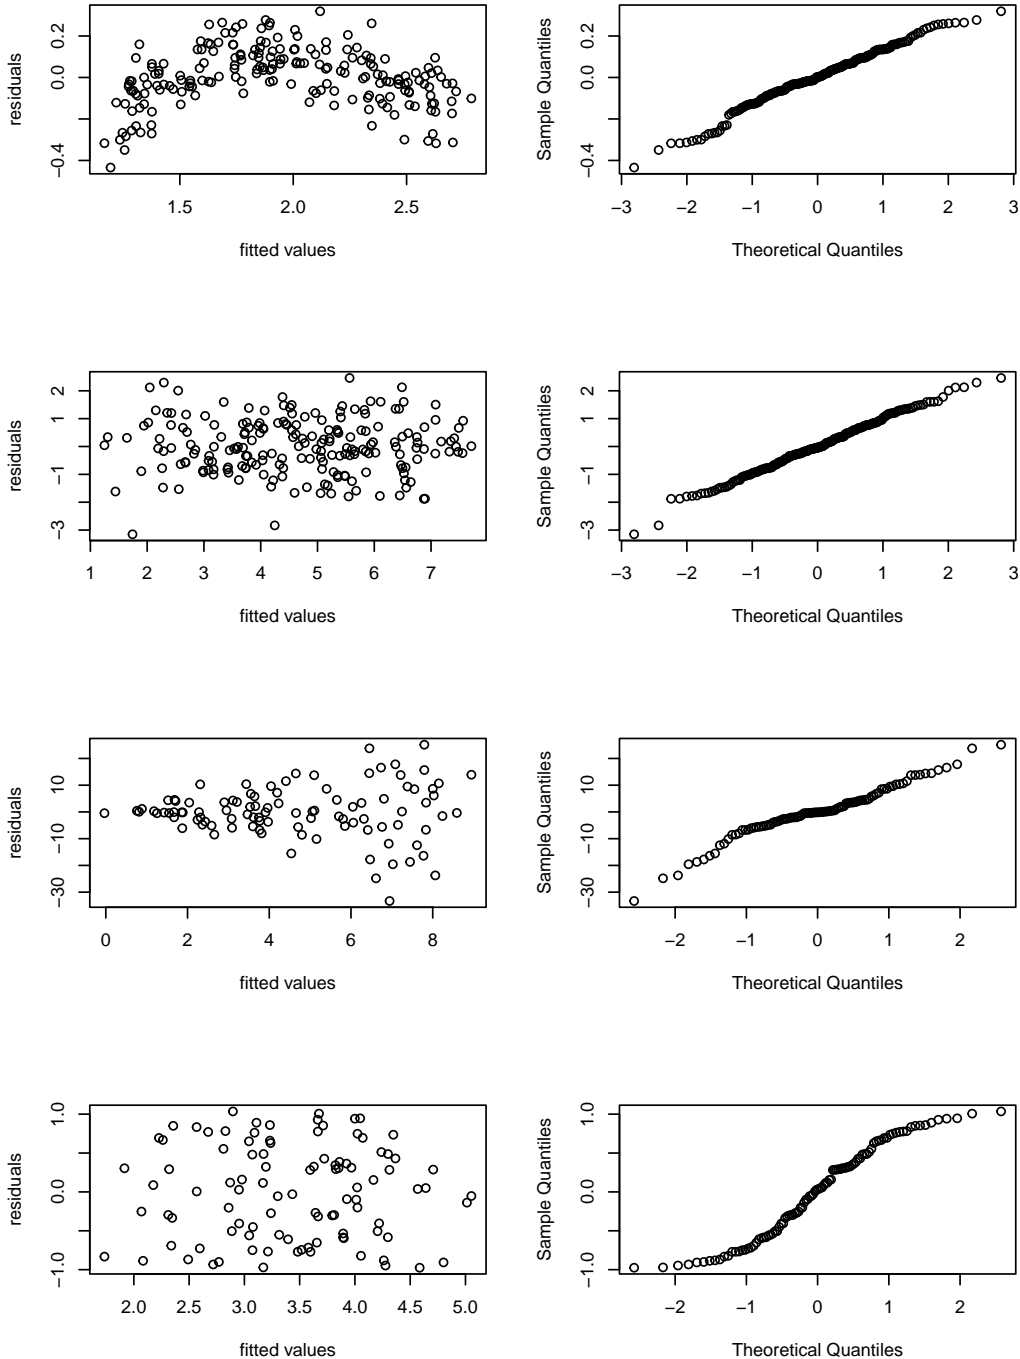 residuals
−0.4 0.0 0.2
1.5 2.0 2.5
fitted values
Sample Quantiles
−0.4 0.0 0.2
−3 −2 −1 0 1 2 3
Theoretical Quantiles
residuals
−3 −1 1 2
1 2 3 4 5 6 7
fitted values
Sample Quantiles
−3 −1 1 2
−3 −2 −1 0 1 2 3
Theoretical Quantiles
residuals
−30 −10 10
0 2 4 6 8
fitted values
Sample Quantiles
−30 −10 10
−2 −1 0 1 2
Theoretical Quantiles
residuals
−1.0 0.0 1.0
2.0 2.5 3.0 3.5 4.0 4.5 5.0
fitted values
Sample Quantiles
−1.0 0.0 1.0
−2 −1 0 1 2
Theoretical Quantiles